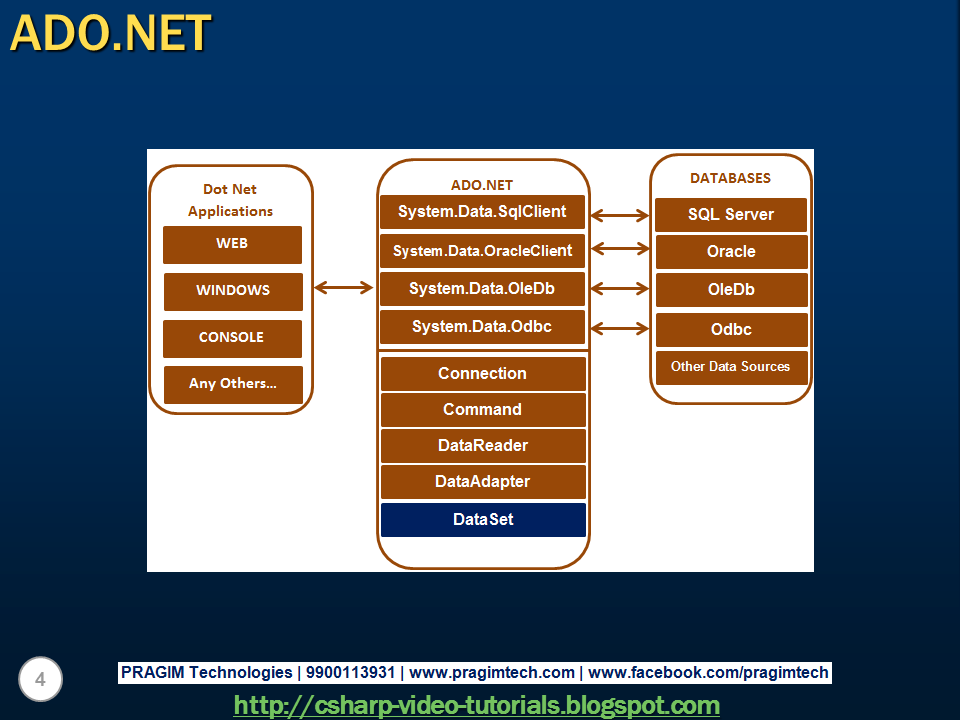 ADO.NET
Dot Net
Applications
WEB
WINDOWS
CONSOLE
Any Others...
ADO.NET
System.Data.SqlClient
System.Data.OracleClient
System.Data.OleDb
System.Data.Odbc
Connection
Command
DataReader
DataAdapter
DataSet
DATABASES
SQL Server
Oracle
OleDb
Odbc
Other Data Sources
4
PRAGIM Technologies | 9900113931 | www.pragimtech.com | www.facebook.com/pragimtech
http://csharp-video-tutorials.blogspot.com